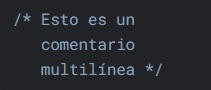 /* Esto es un
comentario
multilínea */